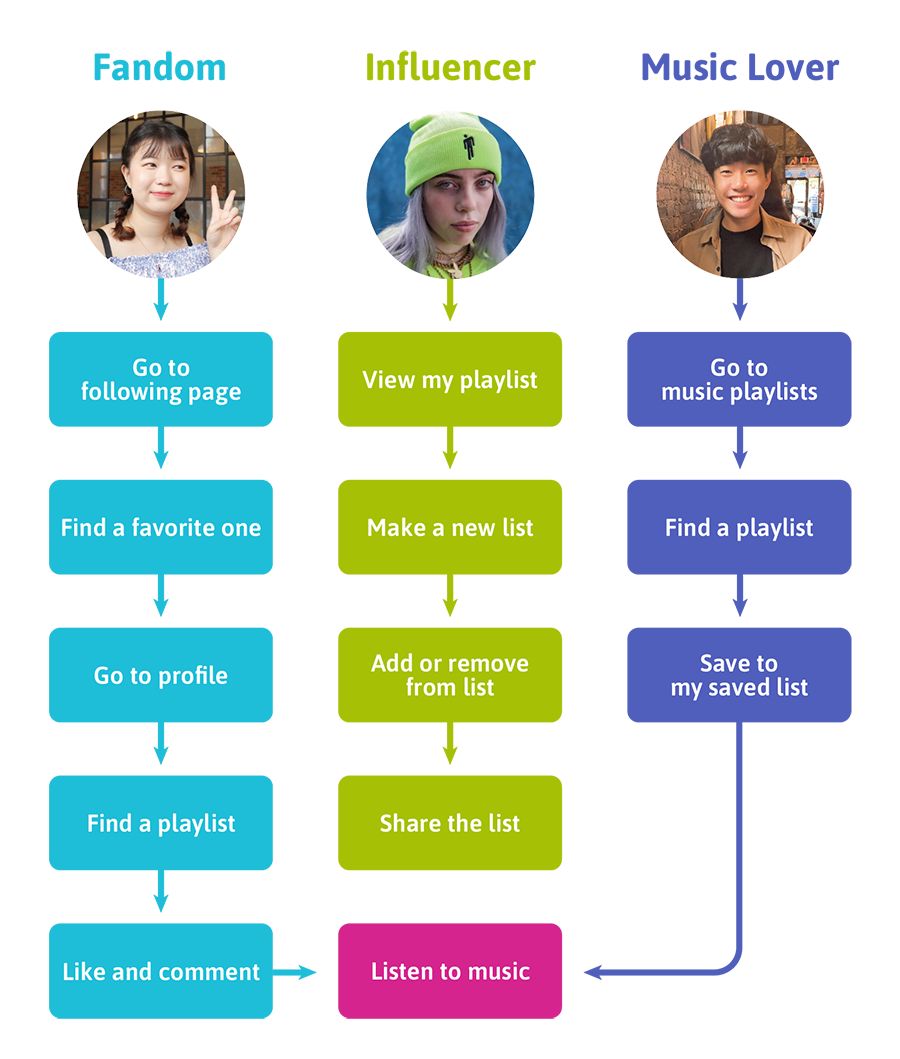 Fandom
Influencer
Music Lover
Go to
following page
View my playlist
Go to
music playlists
Find a favorite one
Make a new list
Find a playlist
Go to profile
Add or remove
from list
Save to
my saved list
Find a playlist
Share the list
Like and comment
Listen to music